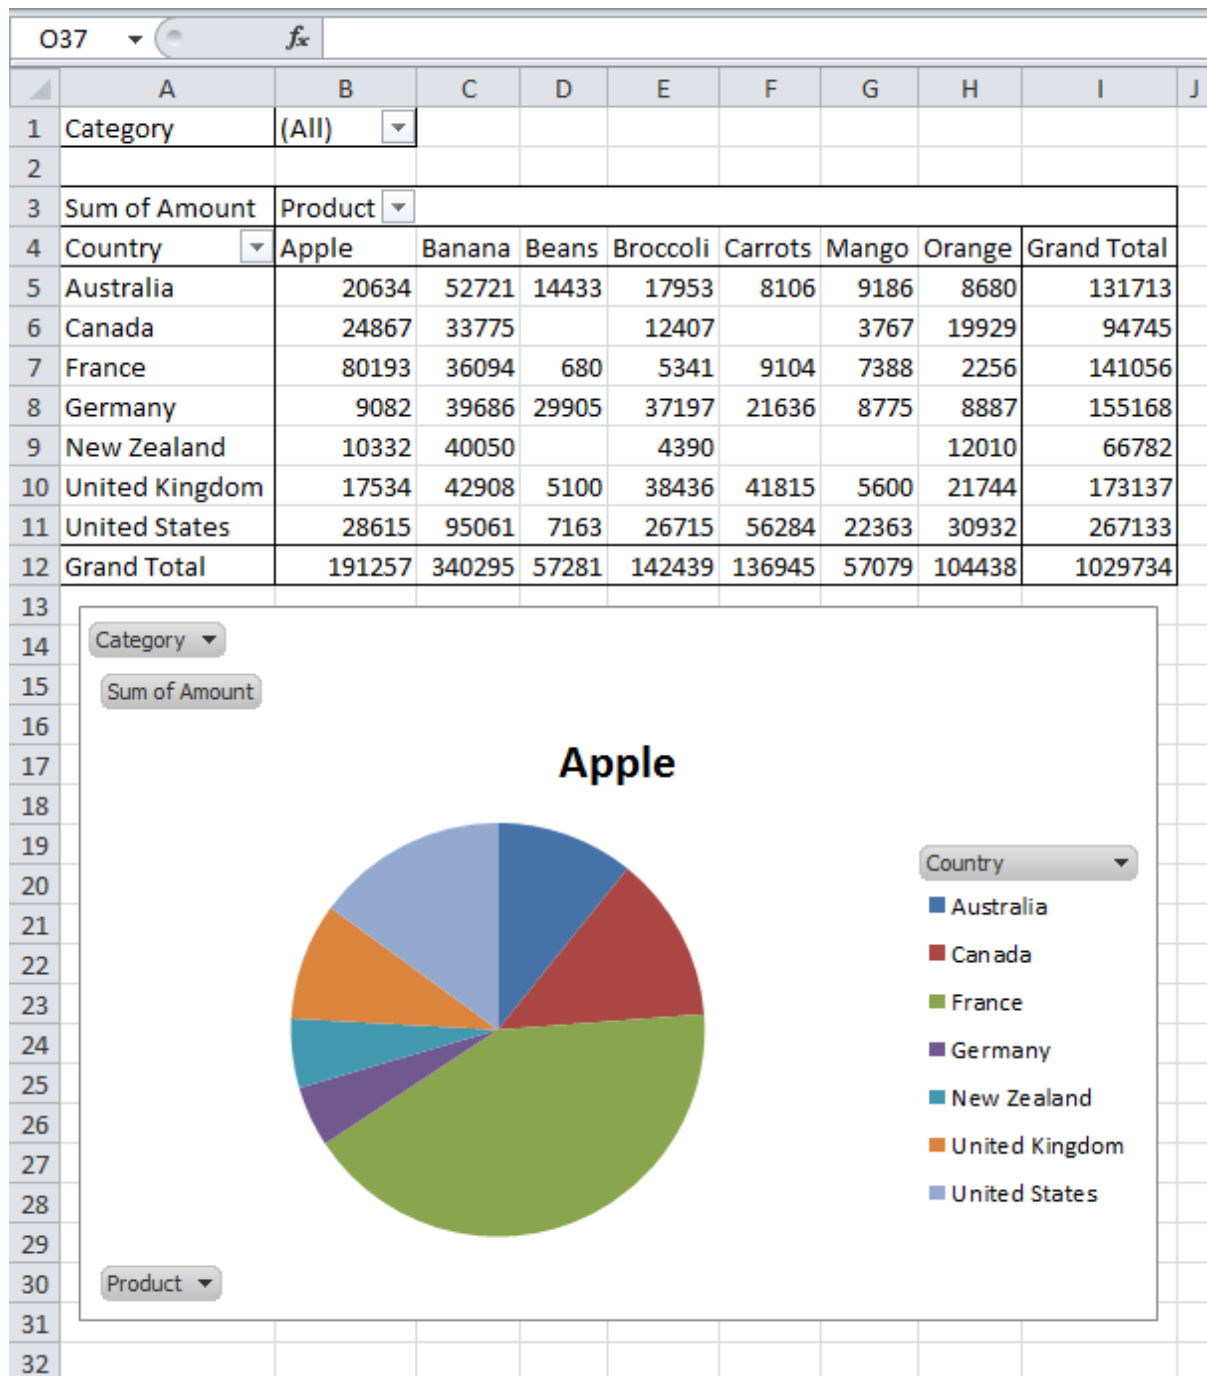 O37 fx
A B C D E F G H I J
1 Category (All)
2
3 Sum of Amount Product
4 Country Apple Banana Beans Broccoli Carrots Mango Orange Grand Total
5 Australia 20634 52721 14433 17953 8106 9186 8680 131713
6 Canada 24867 33775 12407 3767 19929 94745
7 France 80193 36094 680 5341 9104 7388 2256 141056
8 Germany 9082 39686 29905 37197 21636 8775 8887 155168
9 New Zealand 10332 40050 4390 12010 66782
10 United Kingdom 17534 42908 5100 38436 41815 5600 21744 173137
11 United States 28615 95061 7163 26715 56284 22363 30932 267133
12 Grand Total 191257 340295 57281 142439 136945 57079 104438 1029734
13
14 Category
15 Sum of Amount
16
17 Apple
18
19
Country
20
Australia
21
22 Canada
23 France
24 Germany
25 New Zealand
26 United Kingdom
27 United States
28
29
30 Product
31
32